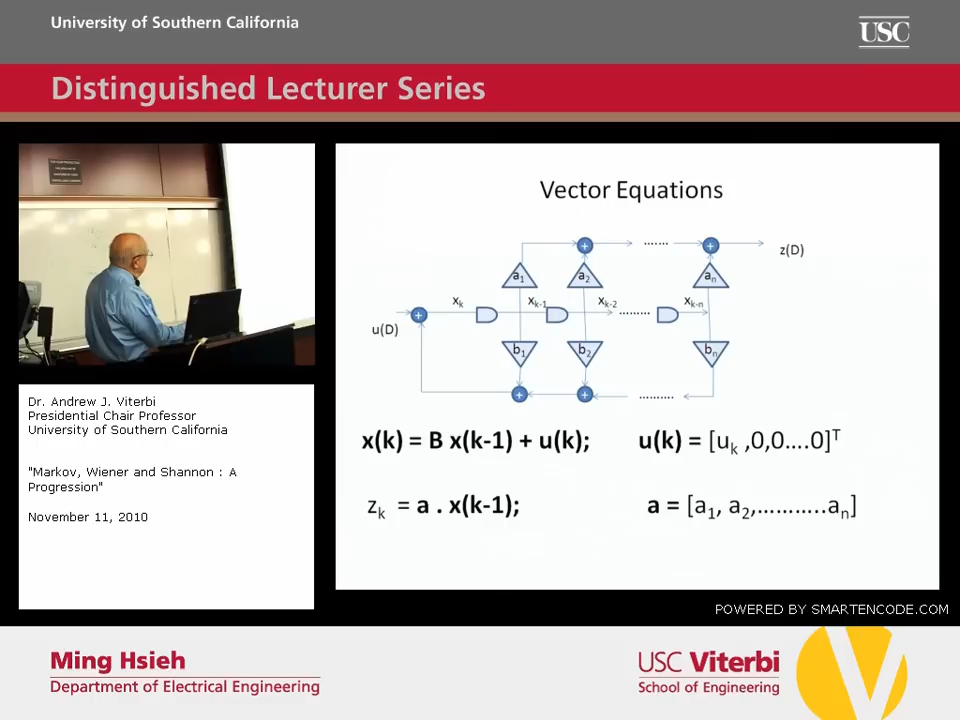 University of Southern California
USC
Distinguished Lecturer Series
Vector Equations
....... z(D)
a1 a2 an
xk xk-1 xk-2 xk-n
.........
u(D)
b1 b2 bn
..........
x(k) = B x(k-1) + u(k); u(k) = [uk ,0,0....0]T
zk = a . x(k-1); a = [a1, a2,………..an]
Dr. Andrew J. Viterbi
Presidential Chair Professor
University of Southern California
"Markov, Wiener and Shannon : A
Progression"
November 11, 2010
POWERED BY SMARTENCODE.COM
Ming Hsieh
Department of Electrical Engineering
USC Viterbi
School of Engineering